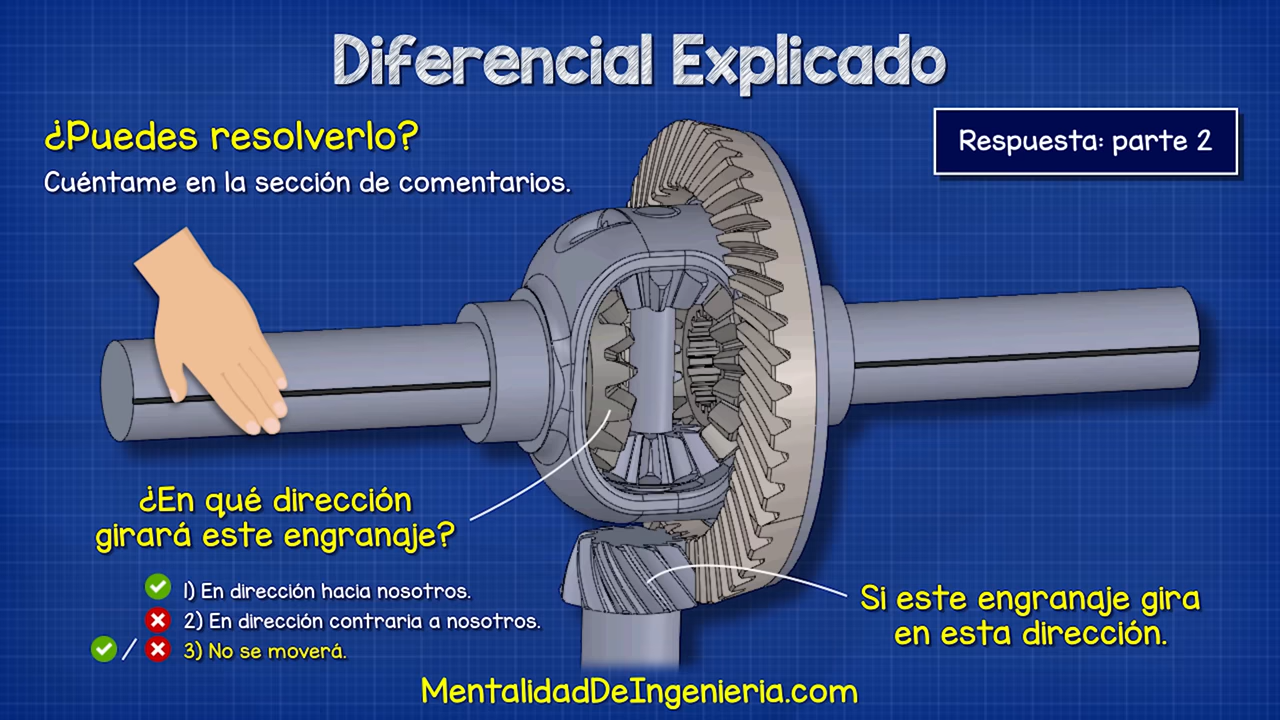 Diferencial Explicado
¿Puedes resolverlo?
Cuéntame en la sección de comentarios.
Respuesta: parte 2
¿En qué dirección
girará este engranaje?
1) En dirección hacia nosotros.
2) En dirección contraria a nosotros.
/ 3) No se moverá.
Si este engranaje gira
en esta dirección.
MentalidadDeIngenieria.com